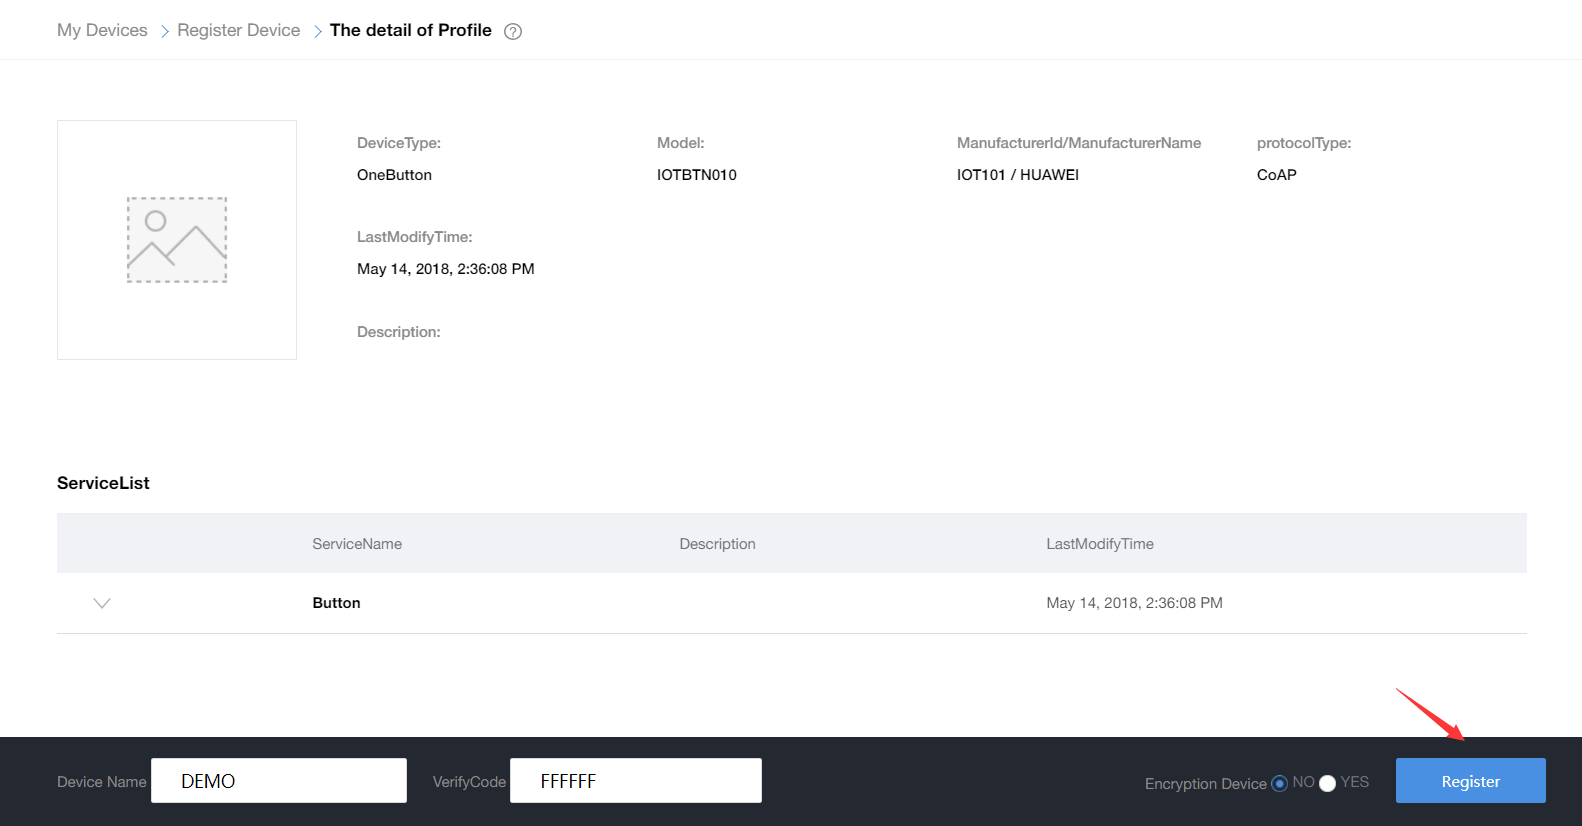 My Devices > Register Device > The detail of Profile ?
DeviceType: Model: ManufacturerId/ManufacturerName protocolType:
OneButton IOTBTN010 IOT101 / HUAWEI CoAP
LastModifyTime:
May 14, 2018, 2:36:08 PM
Description:
ServiceList
ServiceName Description LastModifyTime
Button May 14, 2018, 2:36:08 PM
Device Name DEMO VerifyCode FFFFFF Encryption Device NO YES Register